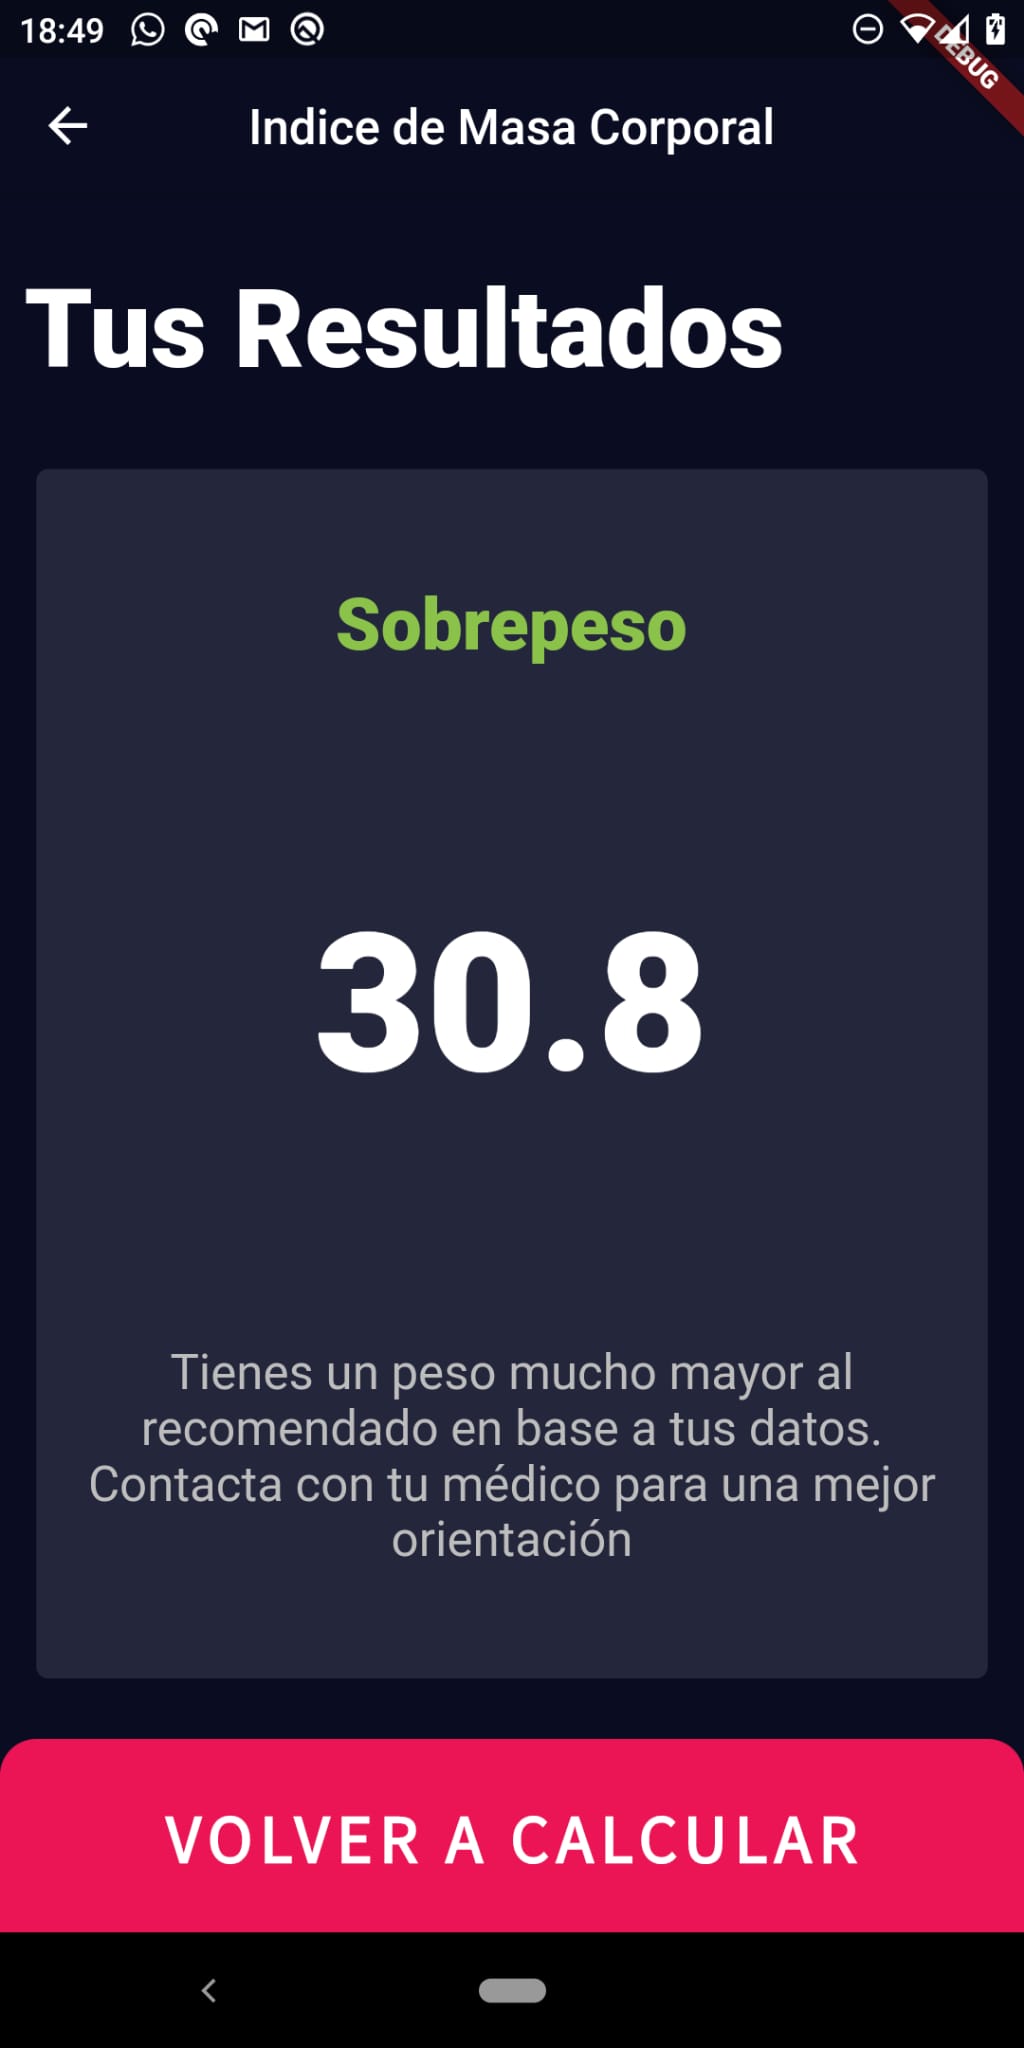 18:49
DEBUG
Indice de Masa Corporal
Tus Resultados
Sobrepeso
30.8
Tienes un peso mucho mayor al
recomendado en base a tus datos.
Contacta con tu médico para una mejor
orientación
VOLVER A CALCULAR